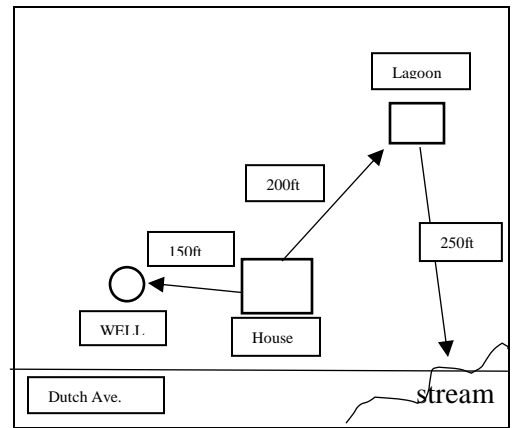 Lagoon
200ft
150ft
250ft
WELL
House
Dutch Ave.
stream